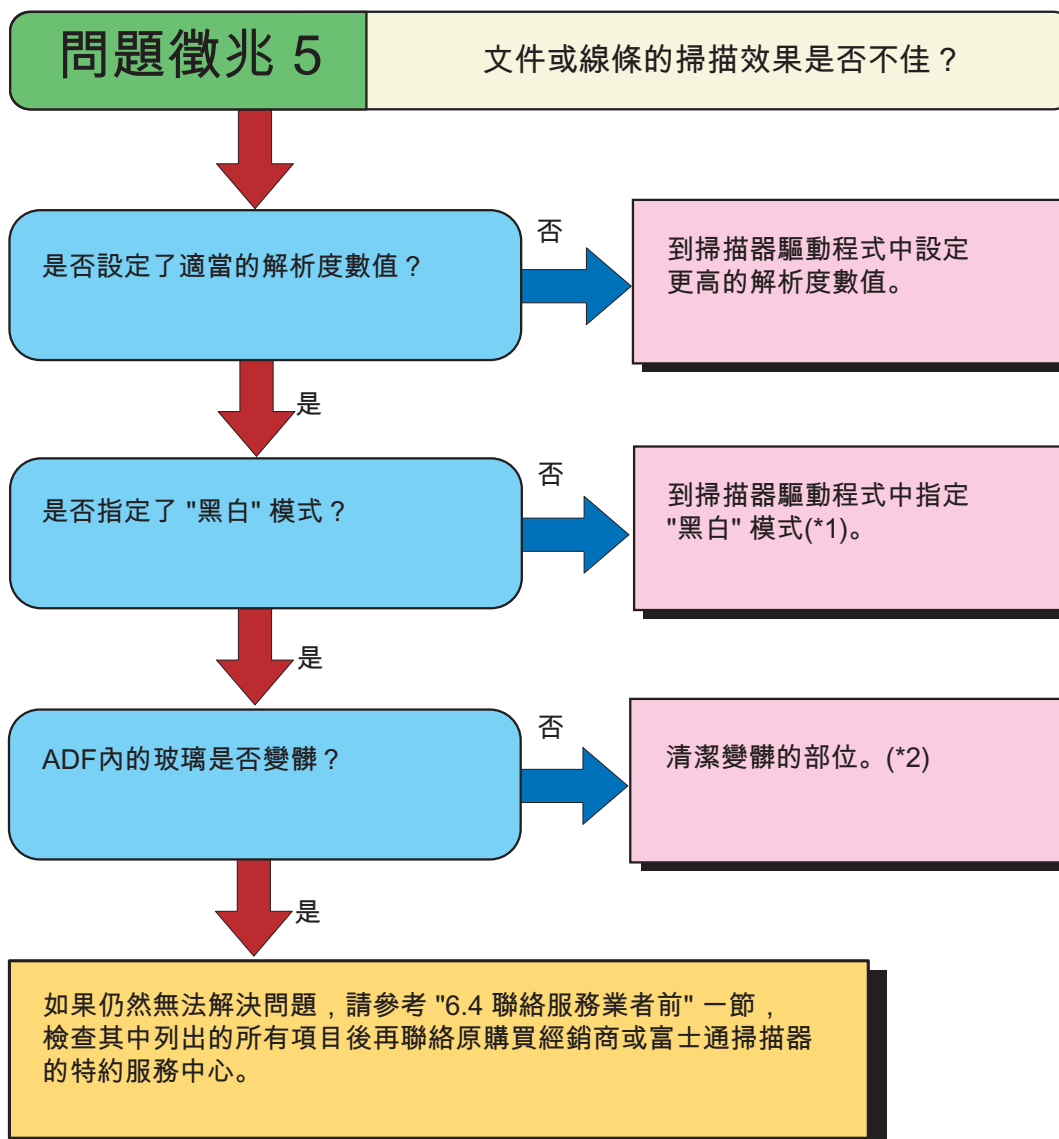 問題徵兆 5
文件或線條的掃描效果是否不佳？
是否設定了適當的解析度數值？
否
到掃描器驅動程式中設定
更高的解析度數值。
是
是否指定了 "黑白" 模式？
否
到掃描器驅動程式中指定
"黑白" 模式(*1)。
是
ADF內的玻璃是否變髒？
否
清潔變髒的部位。(*2)
是
如果仍然無法解決問題，請參考 "6.4 聯絡服務業者前" 一節，
檢查其中列出的所有項目後再聯絡原購買經銷商或富士通掃描器
的特約服務中心。